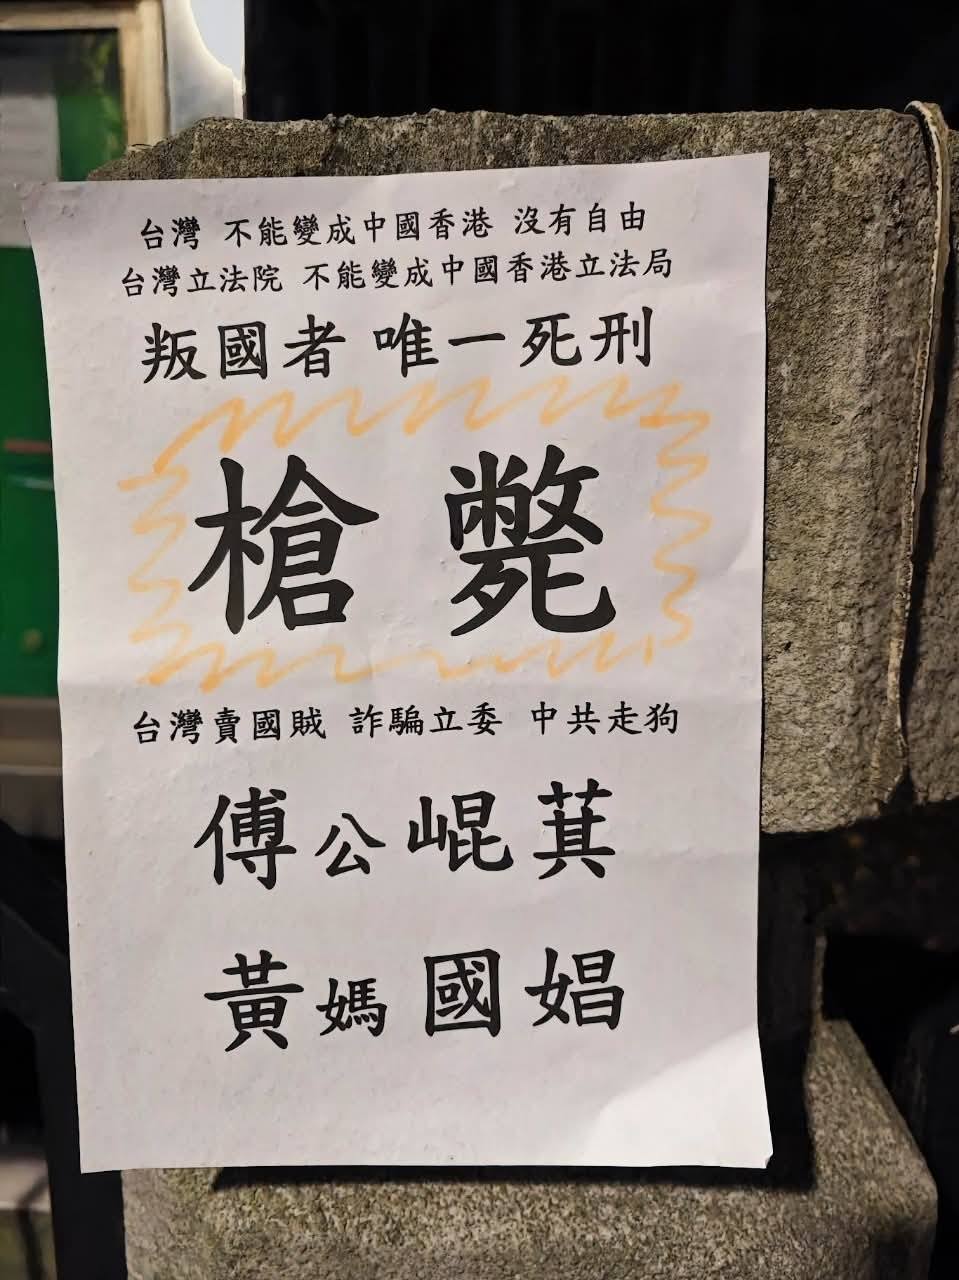 台灣 不能變成中國香港 沒有自由
台灣立法院 不能變成中國香港立法局
叛國者 唯一死刑
槍斃
台灣賣國賊 詐騙立委 中共走狗
傅公崐萁
黃媽國娼